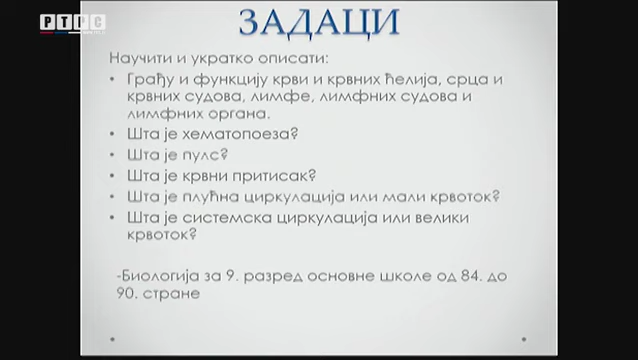 РТРС
ЗАДАЦИ
Научити и укратко описати:
• Грађу и функцију крви и крвних ћелија, срца и
крвних судова, лимфе, лимфних судова и
лимфних органа.
• Шта је хематопоеза?
• Шта је пулс?
• Шта је крвни притисак?
• Шта је плућна циркулација или мали крвоток?
• Шта је системска циркулација или велики
крвоток?
-Биологија за 9. разред основне школе од 84. до
90. стране